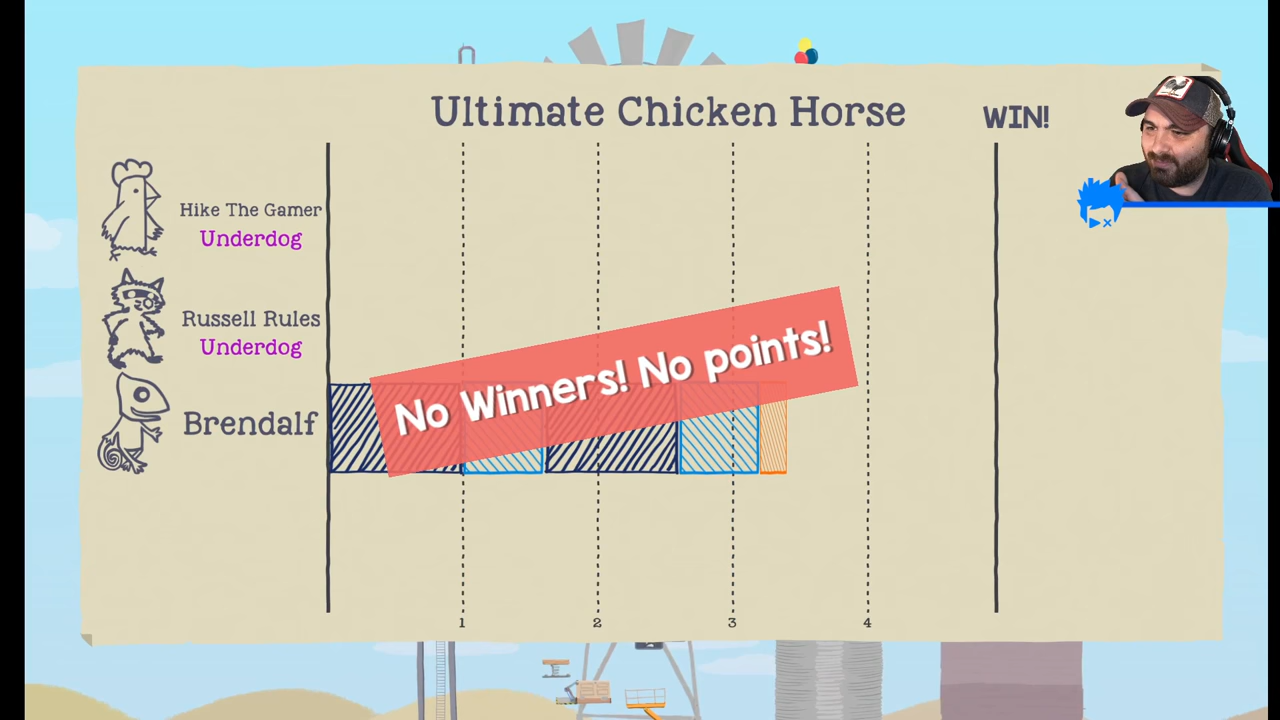 Ultimate Chicken Horse
WIN!
Hike The Gamer
Underdog
Russell Rules
Underdog
Brendalf
No Winners! No points!
1 2 3 4